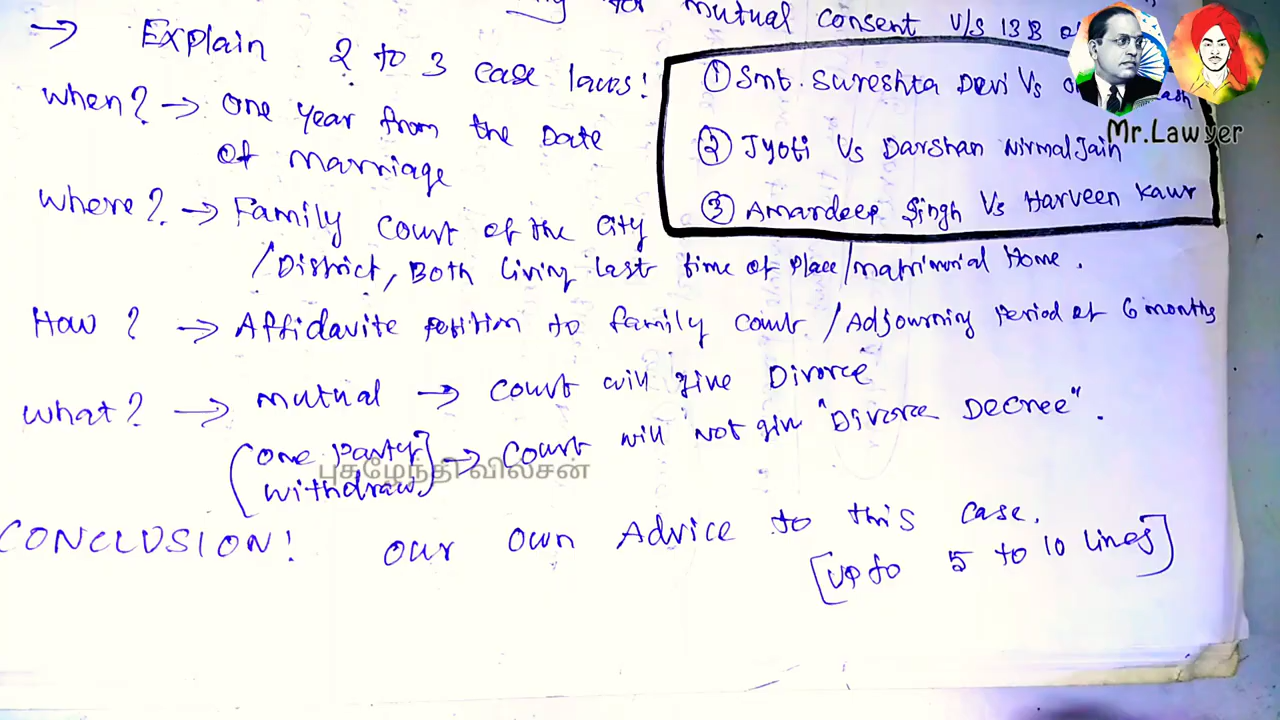 for mutual consent U/S 13 B
→ Explain 2 to 3 case laws!
① Smt. Sureshta Devi Vs
② Jyoti Vs Darshan Nirmal Jain
③ Amardeep Singh Vs Harveen Kaur
Mr.Lawyer
when? → One year from the Date
of marriage
where? → Family Court of the City
/District, Both living last time of place/matrimonial Home.
How? → Affidavite petition to family court /Adjourning Period of 6 months
what? → mutual → court will give Divorce
(one party → court will not give "Divorce Decree".
withdraw)
புகழேந்தி வில்சன்
CONCLUSION! our own Advice to this case.
[upto 5 to 10 lines]